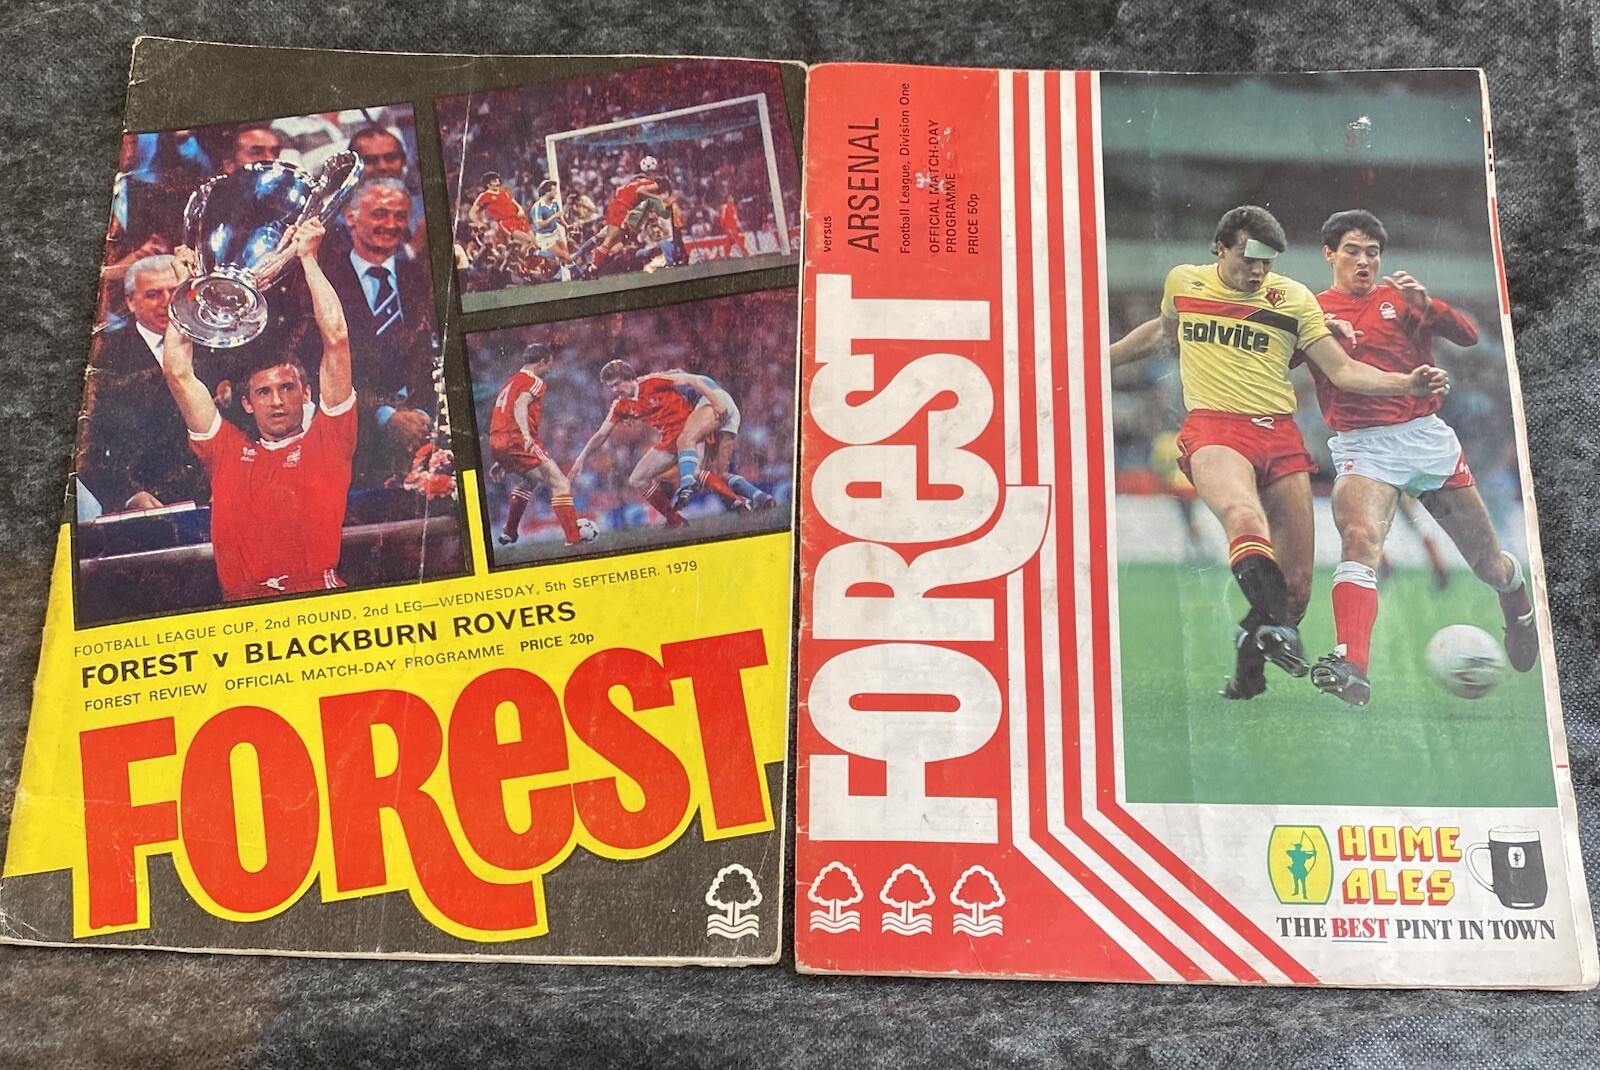 FOOTBALL LEAGUE CUP, 2nd ROUND, 2nd LEG—WEDNESDAY, 5th SEPTEMBER, 1979
FOREST v BLACKBURN ROVERS
FOREST REVIEW OFFICIAL MATCH-DAY PROGRAMME PRICE 20p
FOReST
versus
ARSENAL
Football League, Division One
OFFICIAL MATCH-DAY
PROGRAMME
PRICE 50p
FOReST
solvite
HOME
ALES
THE BEST PINT IN TOWN